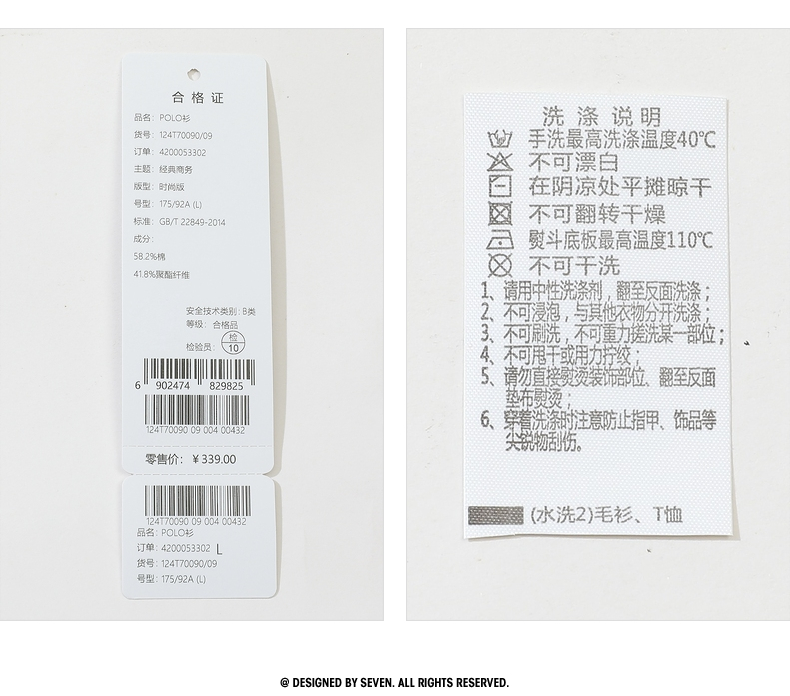 合格证
品名: POLO衫
货号: 124T70090/09
订单: 4200053302
主题: 经典商务
版型: 时尚版
号型: 175/92A (L)
标准: GB/T 22849-2014
成分:
58.2%棉
41.8%聚酯纤维
安全技术类别: B类
等级: 合格品
检验员: 检 10
6 902474 829825
124T70090 09 004 00432
零售价: ¥339.00
124T70090 09 004 00432
品名: POLO衫
订单: 4200053302 L
货号: 124T70090/09
号型: 175/92A (L)
洗涤说明
手洗最高洗涤温度40℃
不可漂白
在阴凉处平摊晾干
不可翻转干燥
熨斗底板最高温度110℃
不可干洗
1、请用中性洗涤剂，翻至反面洗涤；
2、不可浸泡，与其他衣物分开洗涤；
3、不可刷洗，不可重力搓洗某一部位；
4、不可甩干或用力拧绞；
5、请勿直接熨烫装饰部位、翻至反面
垫布熨烫；
6、穿着洗涤时注意防止指甲、饰品等
尖锐物刮伤。
(水洗2)毛衫、T恤
@ DESIGNED BY SEVEN. ALL RIGHTS RESERVED.